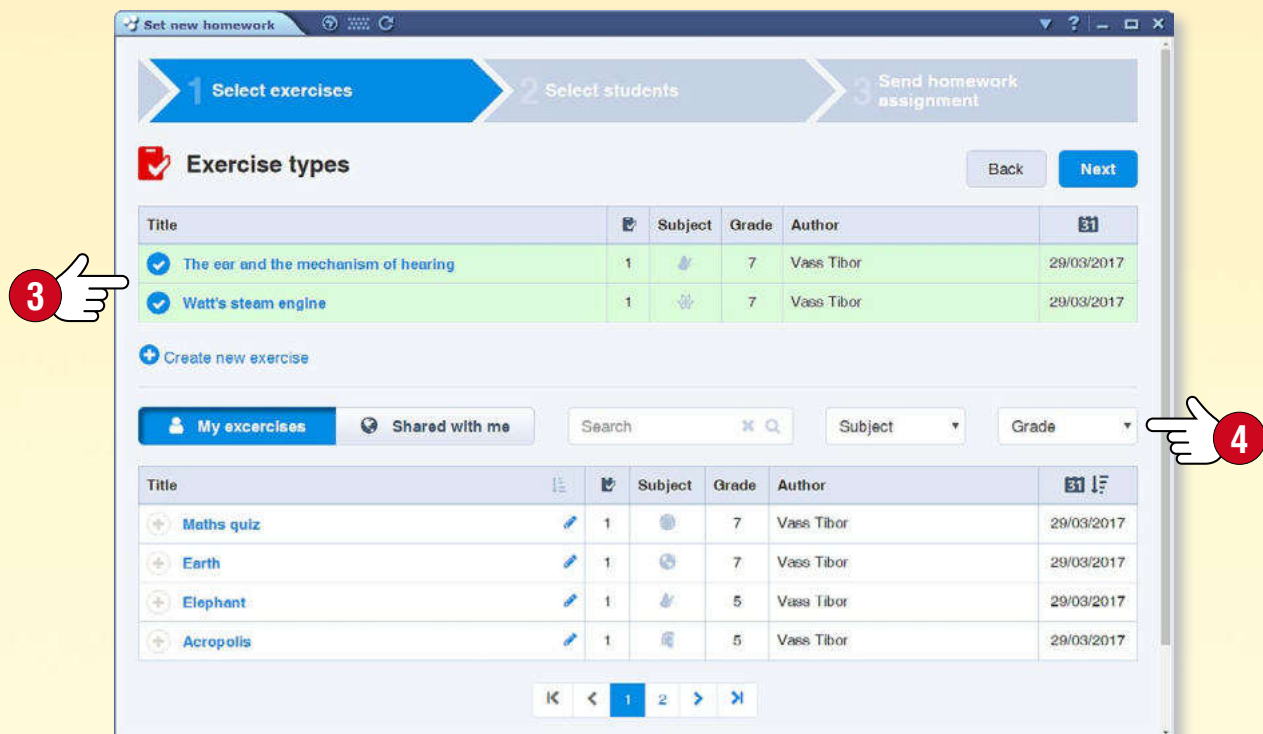 Set new homework
1 Select exercises
2 Select students
3 Send homework
assignment
Exercise types
Back
Next
Title Subject Grade Author 31
The ear and the mechanism of hearing 1 7 Vass Tibor 29/03/2017
Watt's steam engine 1 7 Vass Tibor 29/03/2017
3
Create new exercise
My excercises
Shared with me
Search
Subject
Grade
4
Title Subject Grade Author 31
Maths quiz 1 7 Vass Tibor 29/03/2017
Earth 1 7 Vass Tibor 29/03/2017
Elephant 1 5 Vass Tibor 29/03/2017
Acropolis 1 5 Vass Tibor 29/03/2017
1 2